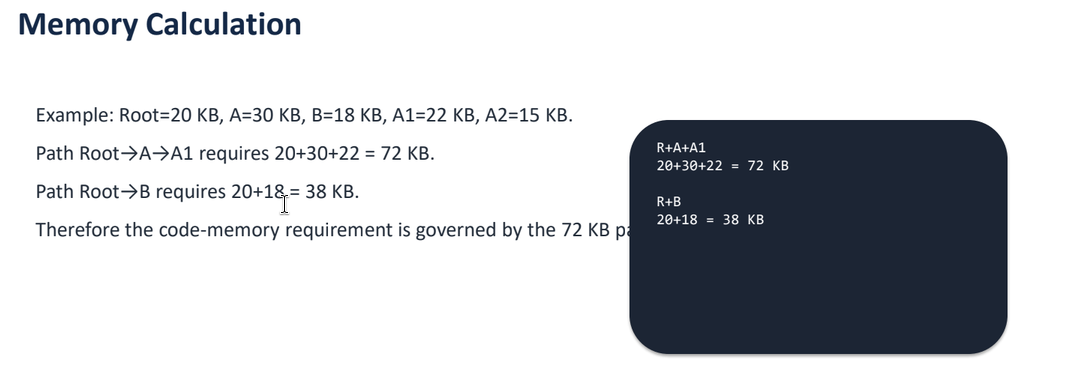 Memory Calculation
Example: Root=20 KB, A=30 KB, B=18 KB, A1=22 KB, A2=15 KB.
Path Root→A→A1 requires 20+30+22 = 72 KB.
Path Root→B requires 20+18 = 38 KB.
Therefore the code-memory requirement is governed by the 72 KB
R+A+A1
20+30+22 = 72 KB
R+B
20+18 = 38 KB